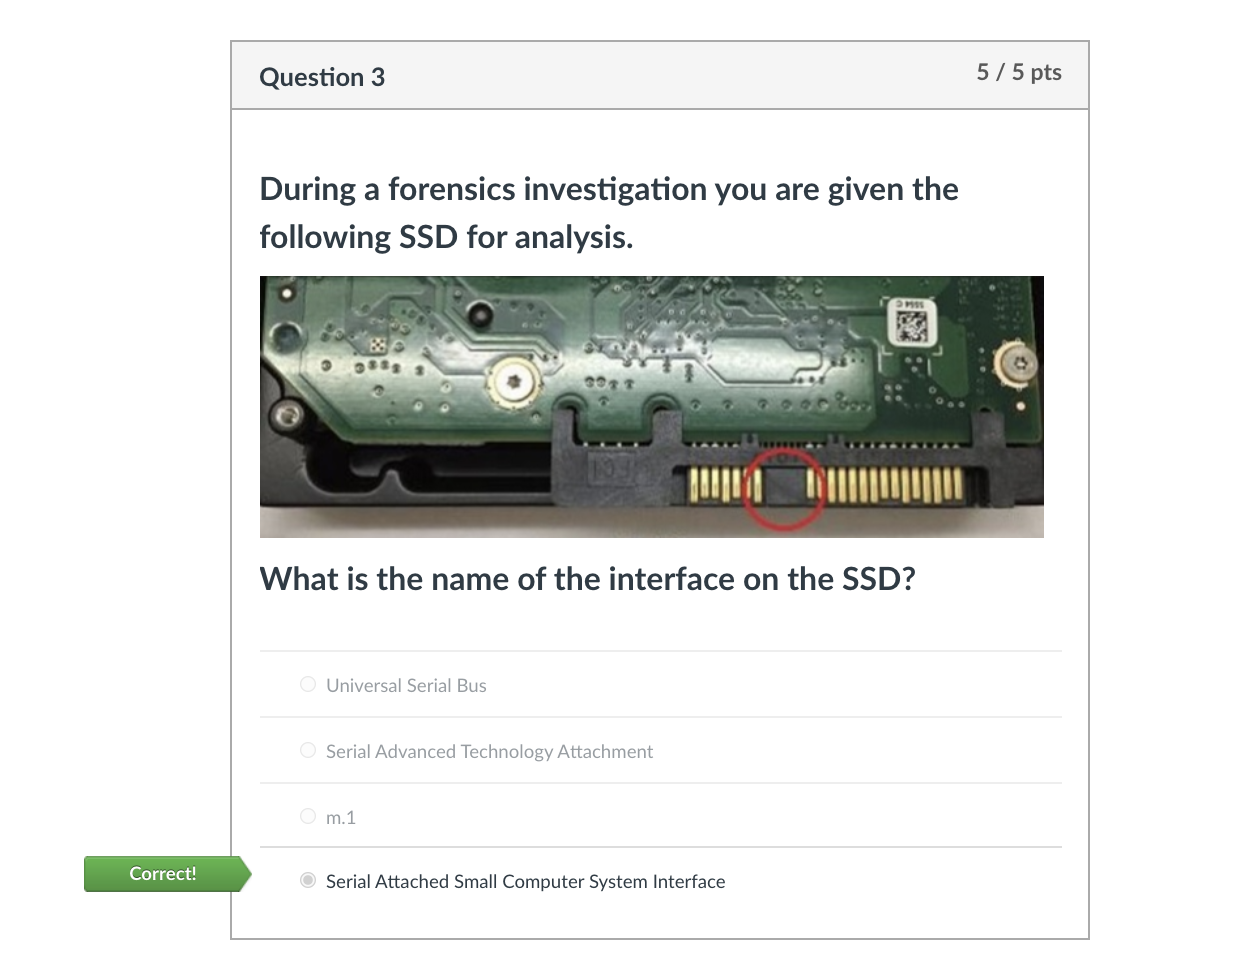 Question 3
5 / 5 pts
During a forensics investigation you are given the
following SSD for analysis.
What is the name of the interface on the SSD?
Universal Serial Bus
Serial Advanced Technology Attachment
m.1
Correct!
Serial Attached Small Computer System Interface